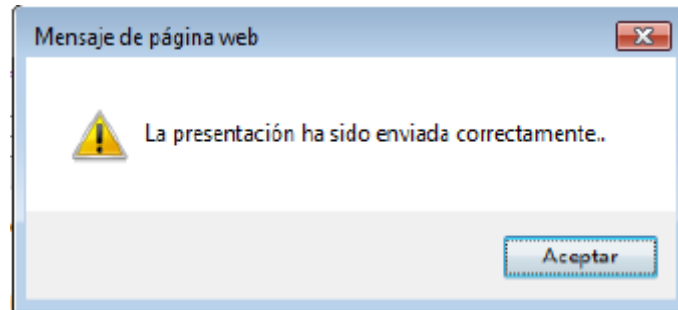 Mensaje de página web
La presentación ha sido enviada correctamente..
Aceptar